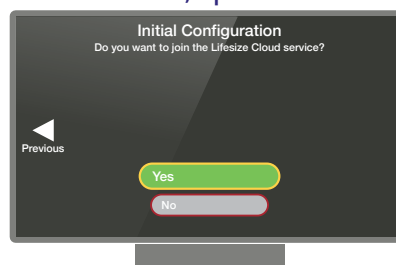 Initial Configuration
Do you want to join the Lifesize Cloud service?
Previous
Yes
No